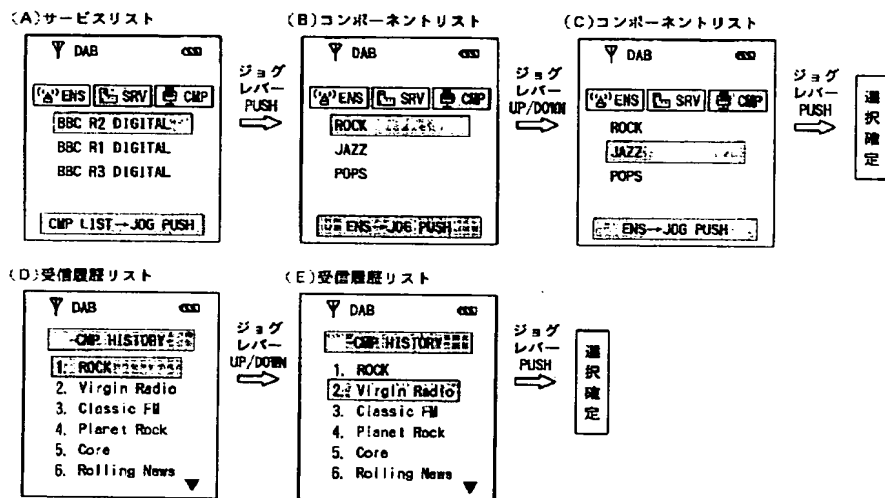 (A)サービスリスト
DAB
ENS SRV CMP
BBC R2 DIGITAL
BBC R1 DIGITAL
BBC R3 DIGITAL
CMP LIST→JOG PUSH
ジョグ
レバー
PUSH
(B)コンポーネントリスト
DAB
ENS SRV CMP
ROCK
JAZZ
POPS
ENS→JOG PUSH
ジョグ
レバー
UP/DOWN
(C)コンポーネントリスト
DAB
ENS SRV CMP
ROCK
JAZZ
POPS
ENS→JOG PUSH
ジョグ
レバー
PUSH
選択確定
(D)受信履歴リスト
DAB
CMP HISTORY
1. ROCK
2. Virgin Radio
3. Classic FM
4. Planet Rock
5. Core
6. Rolling News
▼
ジョグ
レバー
UP/DOWN
(E)受信履歴リスト
DAB
CMP HISTORY
1. ROCK
2. Virgin Radio
3. Classic FM
4. Planet Rock
5. Core
6. Rolling News
▼
ジョグ
レバー
PUSH
選択確定